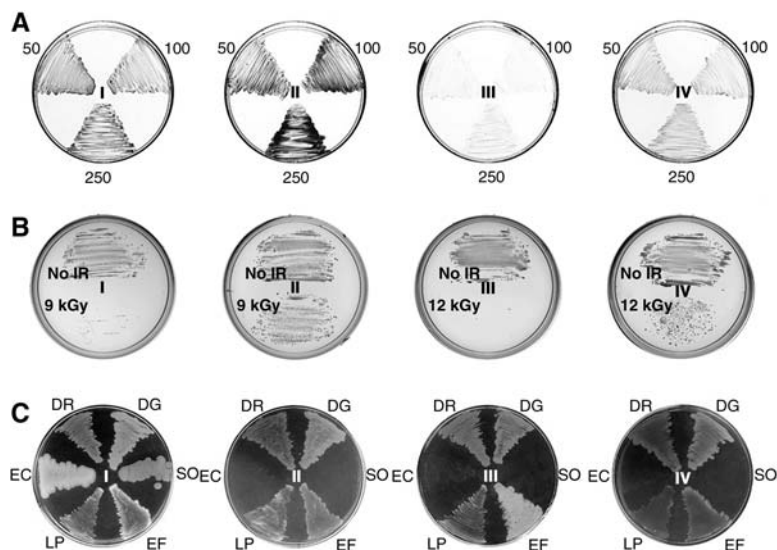 A
50 100 50 100 50 100 50 100
I II III IV
250 250 250 250
B
No IR No IR No IR No IR
I II III IV
9 kGy 9 kGy 12 kGy 12 kGy
C
DR DG DR DG DR DG DR DG
EC I SO EC II SO EC III SO EC IV SO
LP EF LP EF LP EF LP EF